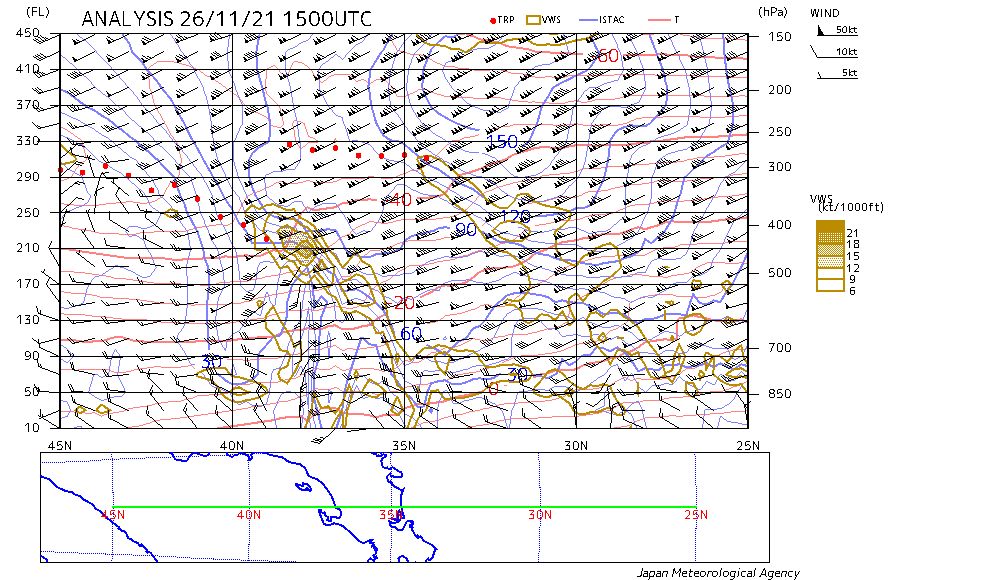 (FL) ANALYSIS 26/11/21 1500UTC TRP VWS ISTAC T (hPa) WIND
450 150 50kt
-60
410 10kt
5kt
370 200
330 150 250
290 300
-40
250 120 VWS
(kt/1000ft)
90 400
210 21
18
15
170 500 12
-20 9
6
130 60
90 30 700
30
50 0 850
10
45N 40N 35N 30N 25N
45N 40N 35N 30N 25N
Japan Meteorological Agency